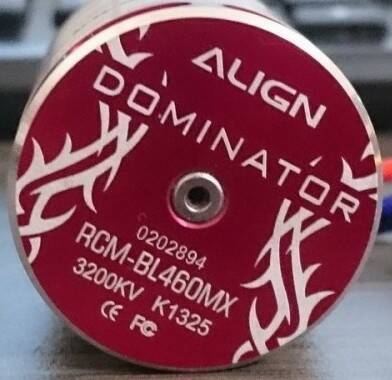 ALIGN
DOMINATOR
0202894
RCM-BL460MX
3200KV K1325
CE FC